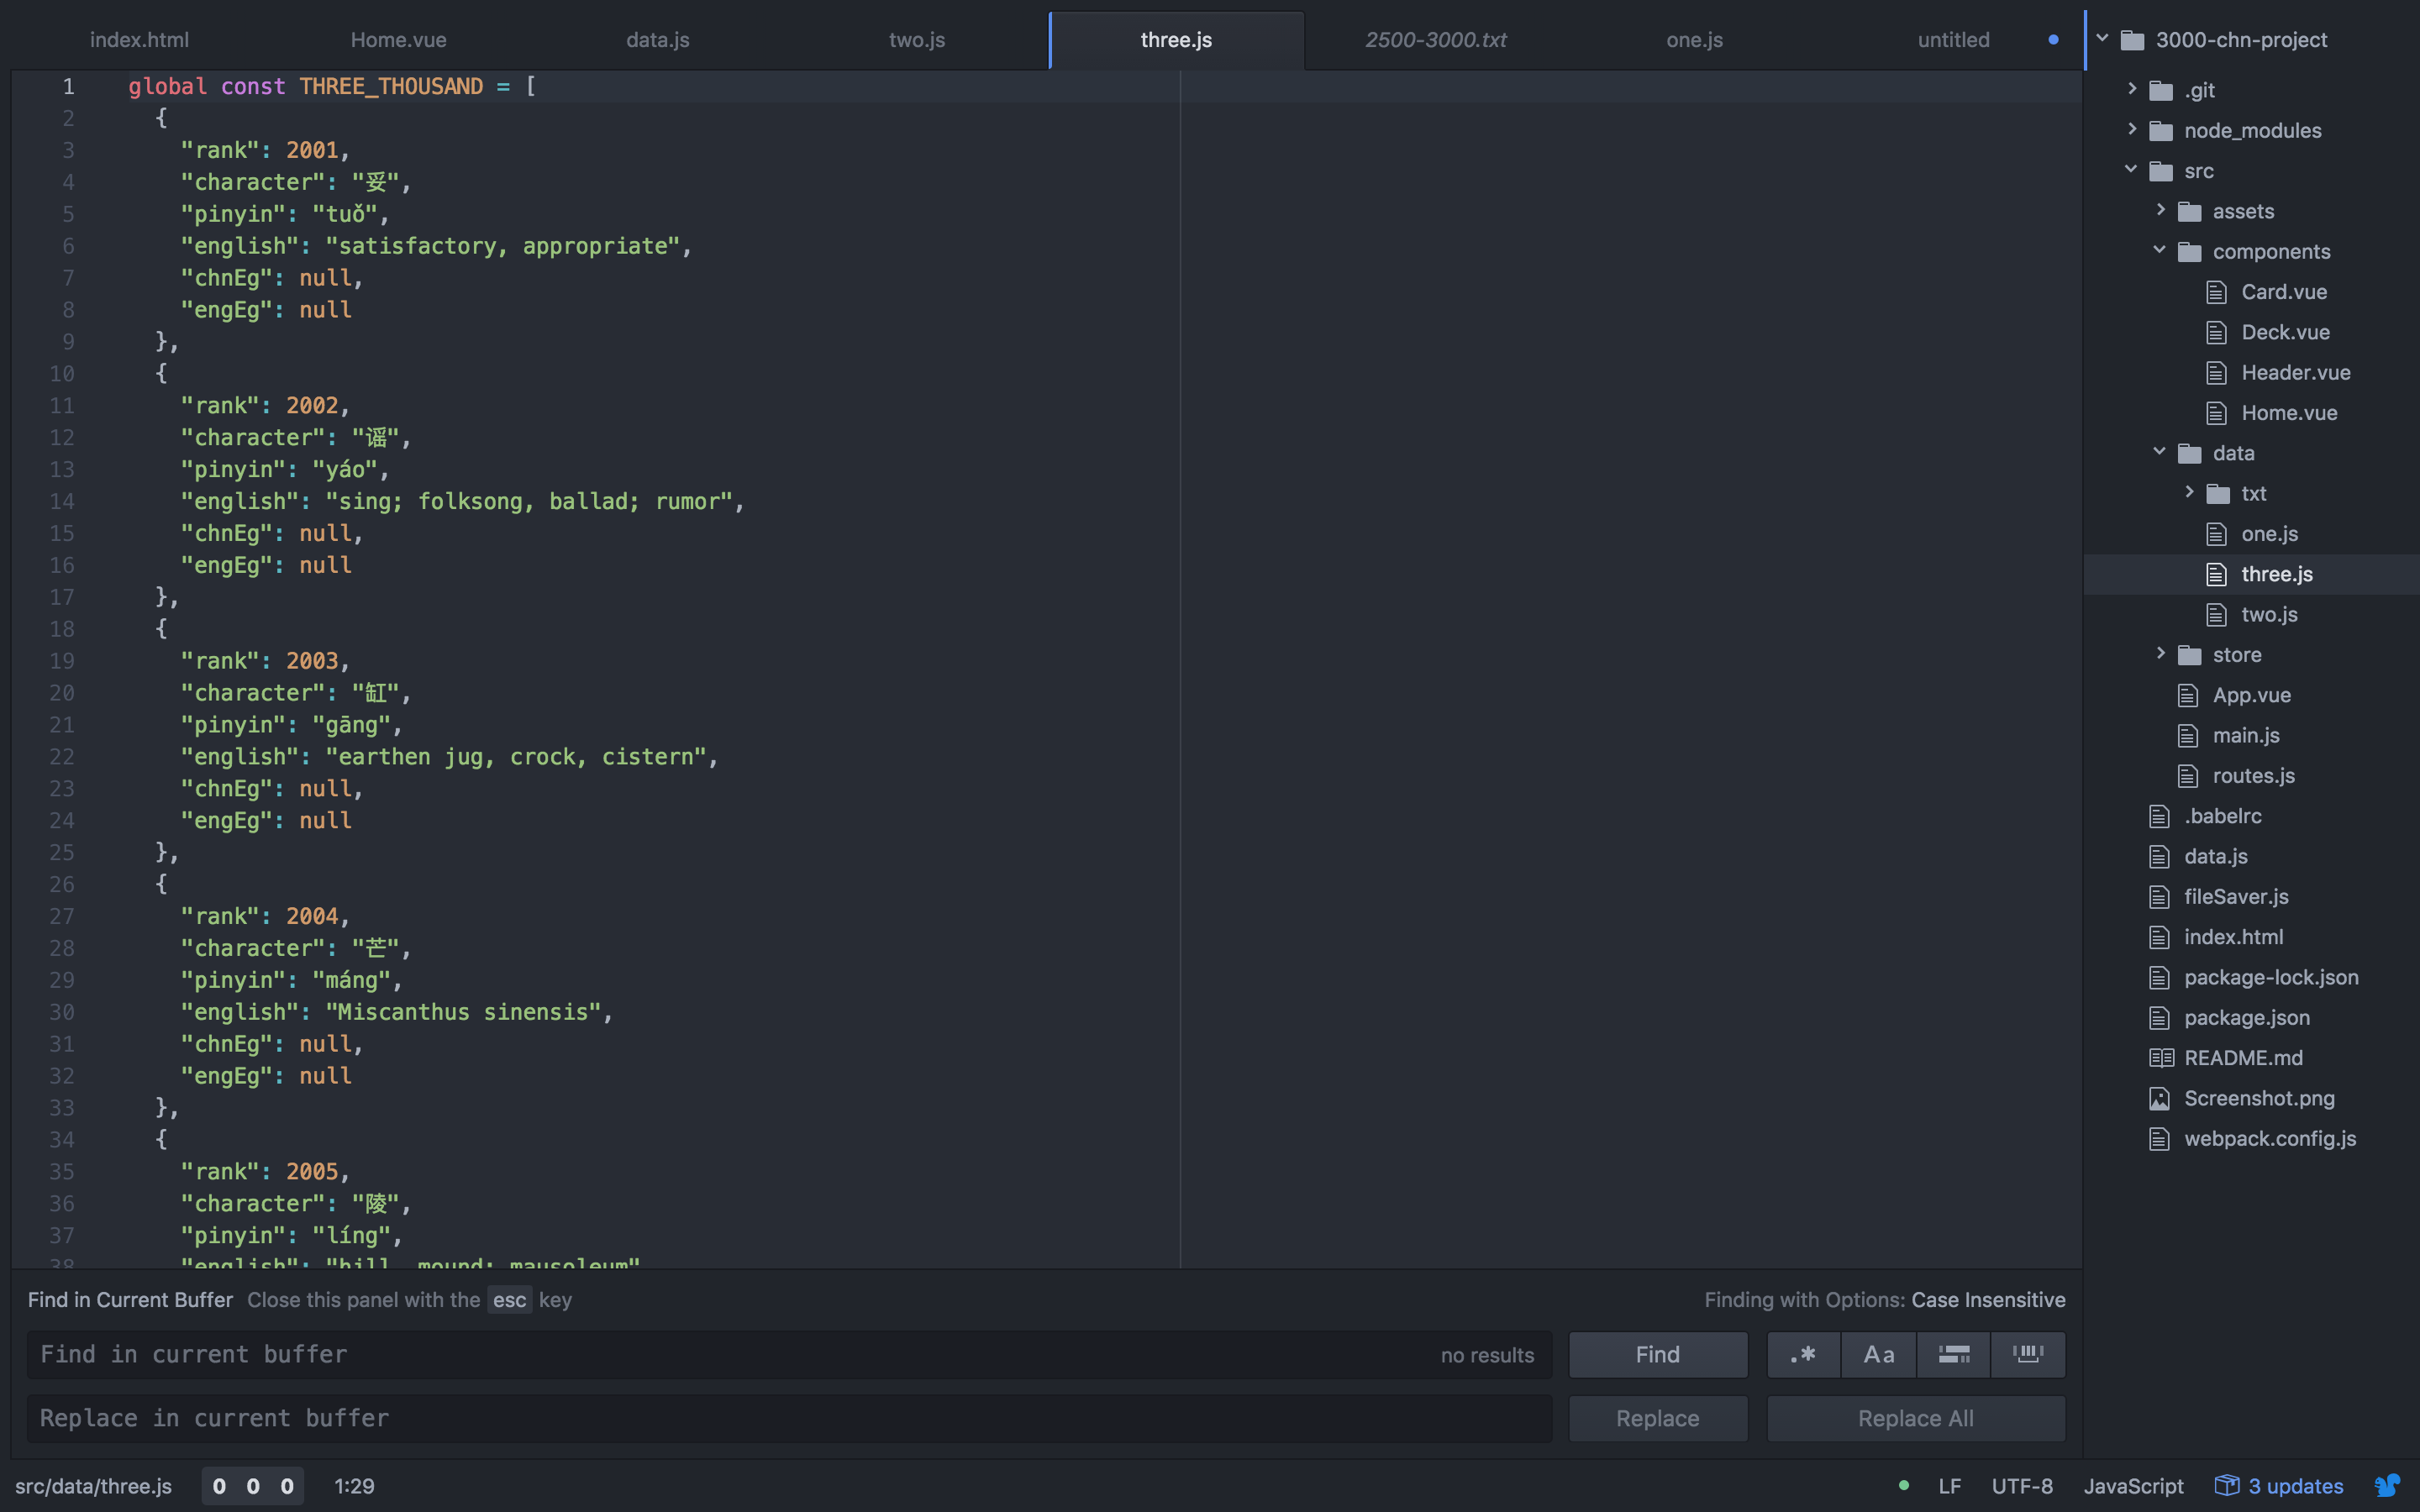 index.html
Home.vue
data.js
two.js
three.js
2500-3000.txt
one.js
untitled
1 global const THREE_THOUSAND = [
2 {
3 "rank": 2001,
4 "character": "妥",
5 "pinyin": "tuǒ",
6 "english": "satisfactory, appropriate",
7 "chnEg": null,
8 "engEg": null
9 },
10 {
11 "rank": 2002,
12 "character": "谣",
13 "pinyin": "yáo",
14 "english": "sing; folksong, ballad; rumor",
15 "chnEg": null,
16 "engEg": null
17 },
18 {
19 "rank": 2003,
20 "character": "缸",
21 "pinyin": "gāng",
22 "english": "earthen jug, crock, cistern",
23 "chnEg": null,
24 "engEg": null
25 },
26 {
27 "rank": 2004,
28 "character": "芒",
29 "pinyin": "máng",
30 "english": "Miscanthus sinensis",
31 "chnEg": null,
32 "engEg": null
33 },
34 {
35 "rank": 2005,
36 "character": "陵",
37 "pinyin": "líng",
38 "english": "hill, mound; mausoleum"
Find in Current Buffer Close this panel with the esc key
Finding with Options: Case Insensitive
Find in current buffer
no results
Find
.*
Aa
Replace in current buffer
Replace
Replace All
src/data/three.js
0 0 0
1:29
LF
UTF-8
JavaScript
3 updates
3000-chn-project
.git
node_modules
src
assets
components
Card.vue
Deck.vue
Header.vue
Home.vue
data
txt
one.js
three.js
two.js
store
App.vue
main.js
routes.js
.babelrc
data.js
fileSaver.js
index.html
package-lock.json
package.json
README.md
Screenshot.png
webpack.config.js